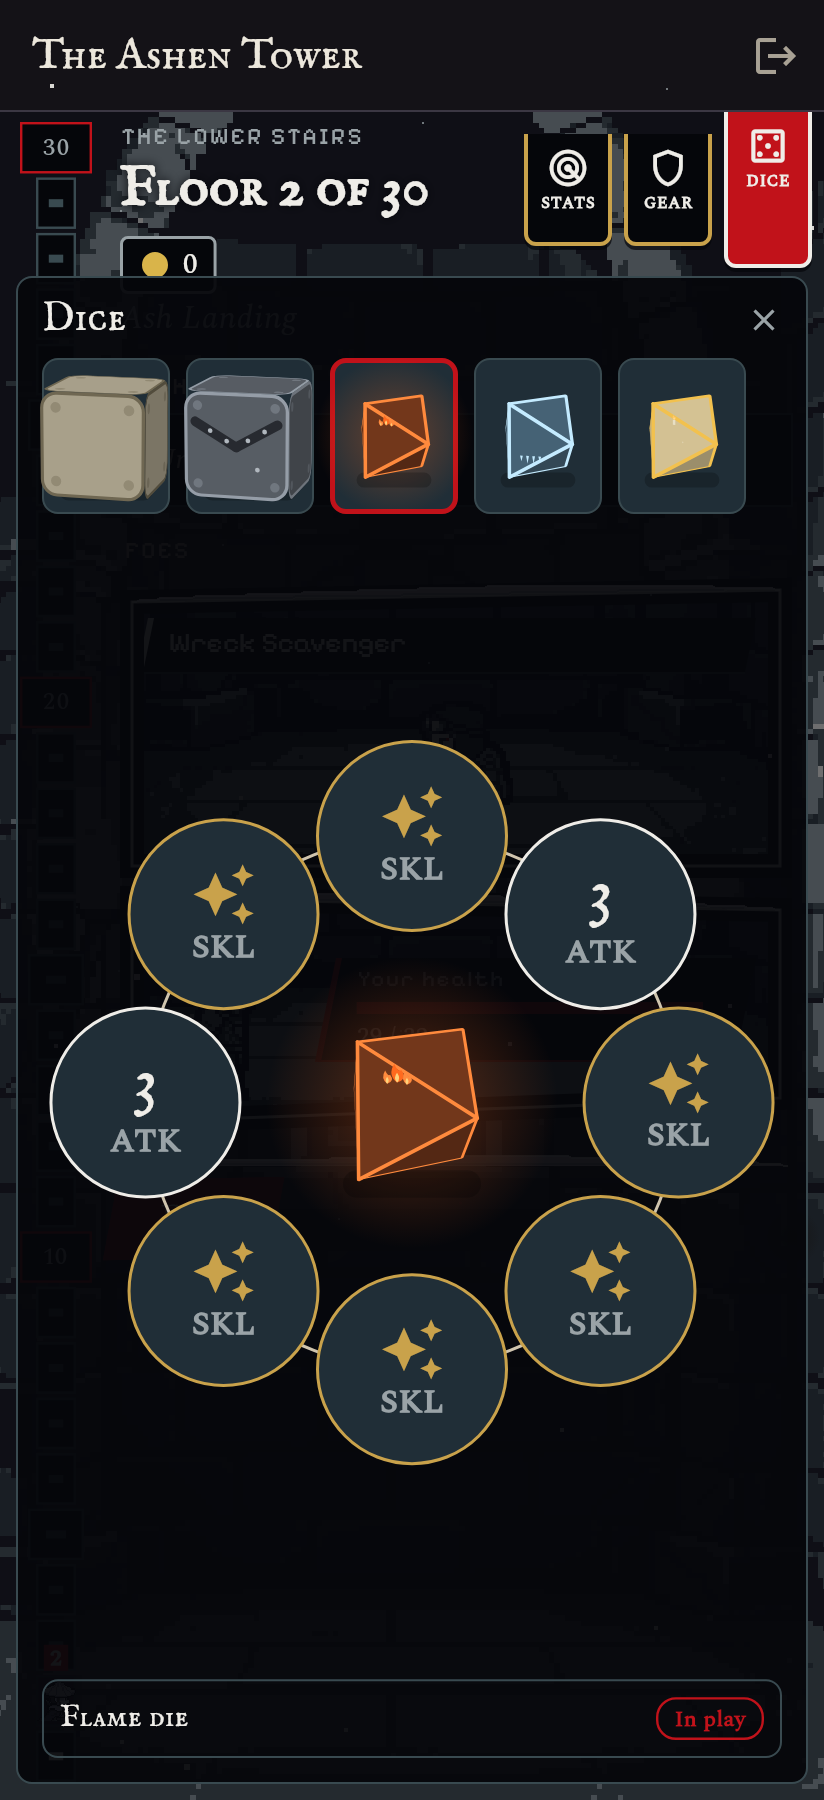 The Ashen Tower
30
THE LOWER STAIRS
Floor 2 of 30
STATS
GEAR
DICE
0
Dice
Ash Landing
FOES
Wreck Scavenger
20
SKL
SKL
3
ATK
Your health
3
ATK
SKL
SKL
SKL
10
SKL
2
Flame die
In play